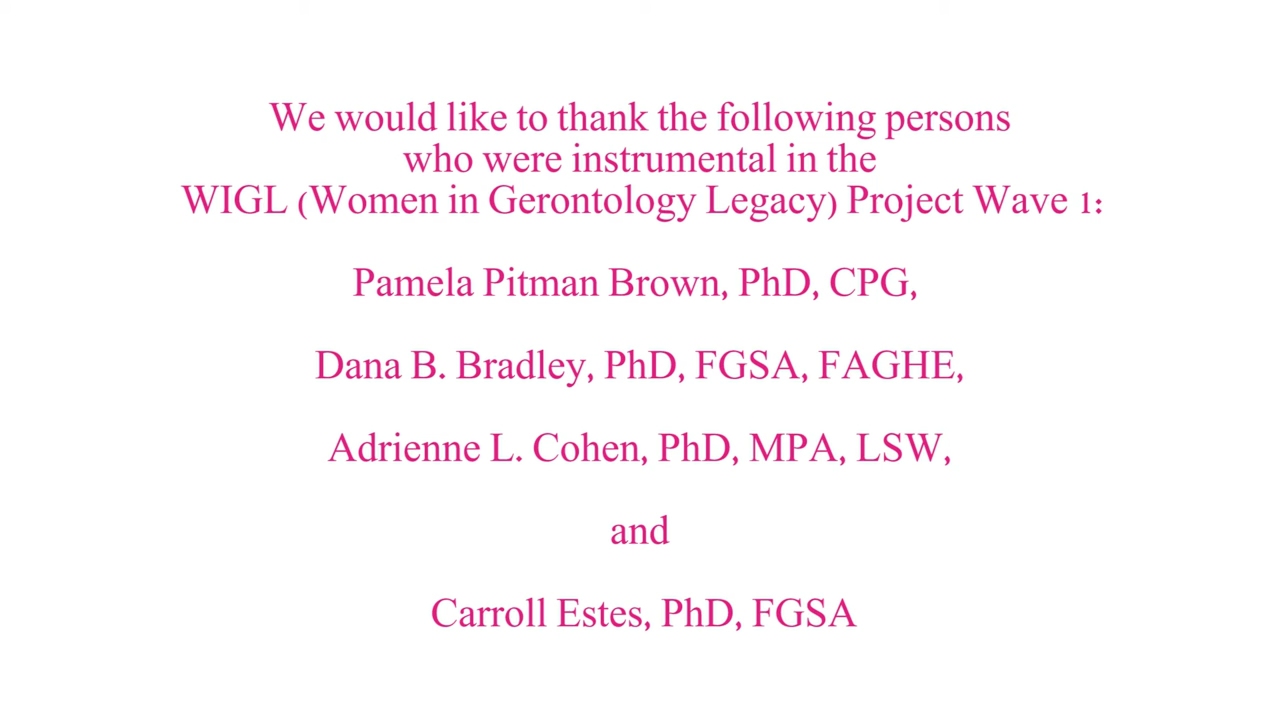 We would like to thank the following persons
who were instrumental in the
WIGL (Women in Gerontology Legacy) Project Wave 1:
Pamela Pitman Brown, PhD, CPG,
Dana B. Bradley, PhD, FGSA, FAGHE,
Adrienne L. Cohen, PhD, MPA, LSW,
and
Carroll Estes, PhD, FGSA